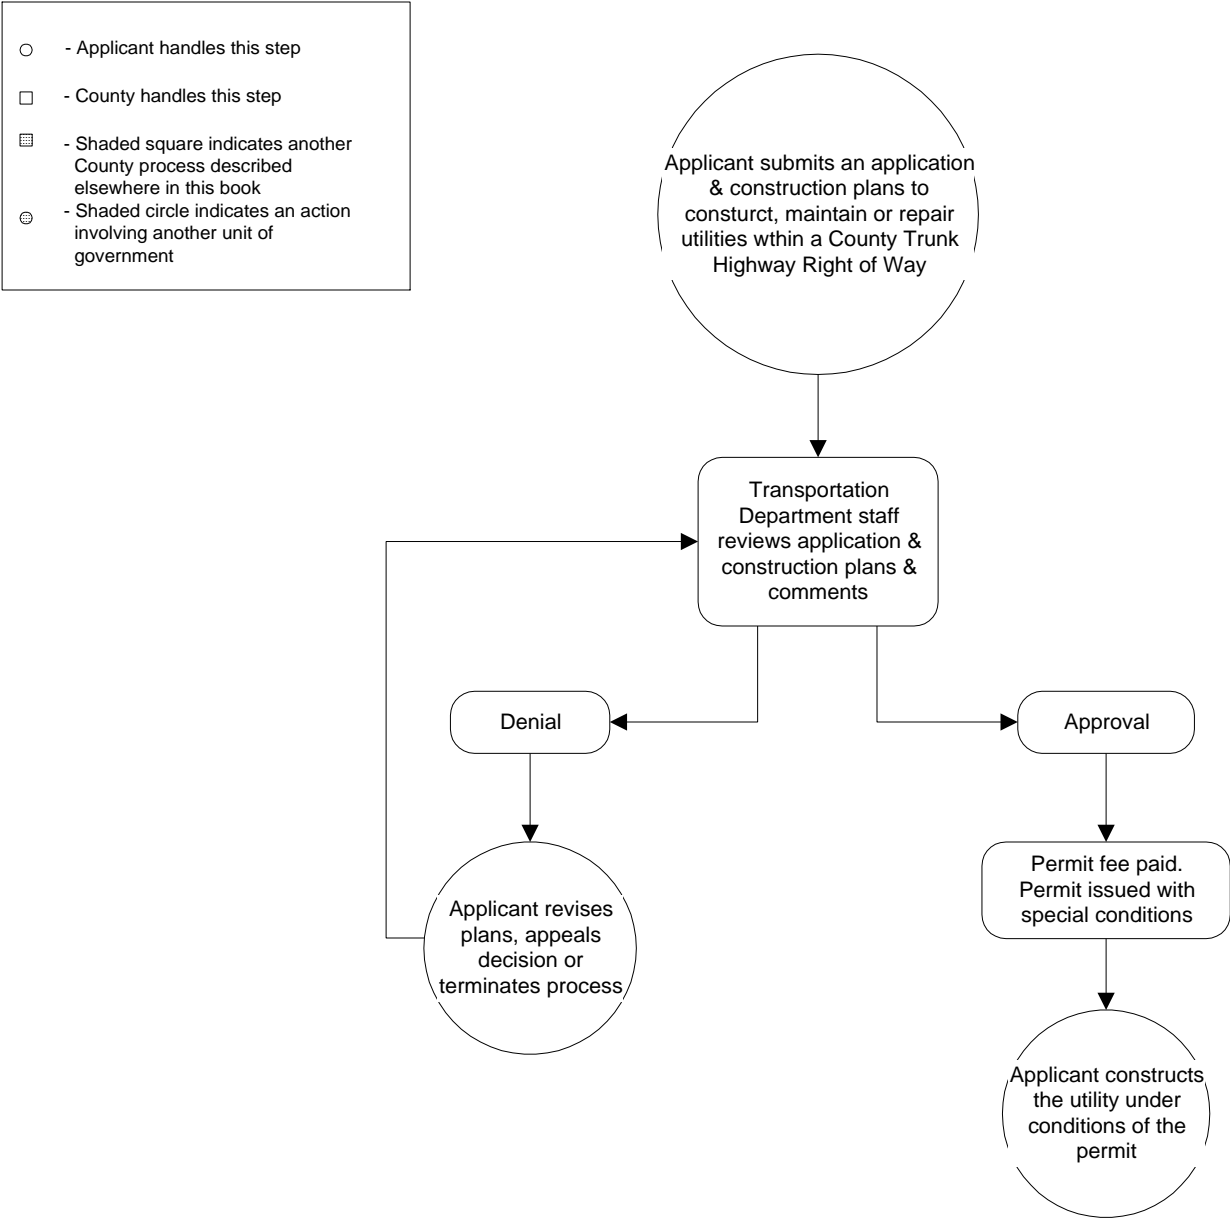 - Applicant handles this step
- County handles this step
- Shaded square indicates another
County process described
elsewhere in this book
- Shaded circle indicates an action
involving another unit of
government
Applicant submits an application
& construction plans to
consturct, maintain or repair
utilities wthin a County Trunk
Highway Right of Way
Transportation
Department staff
reviews application &
construction plans &
comments
Denial
Approval
Applicant revises
plans, appeals
decision or
terminates process
Permit fee paid.
Permit issued with
special conditions
Applicant constructs
the utility under
conditions of the
permit